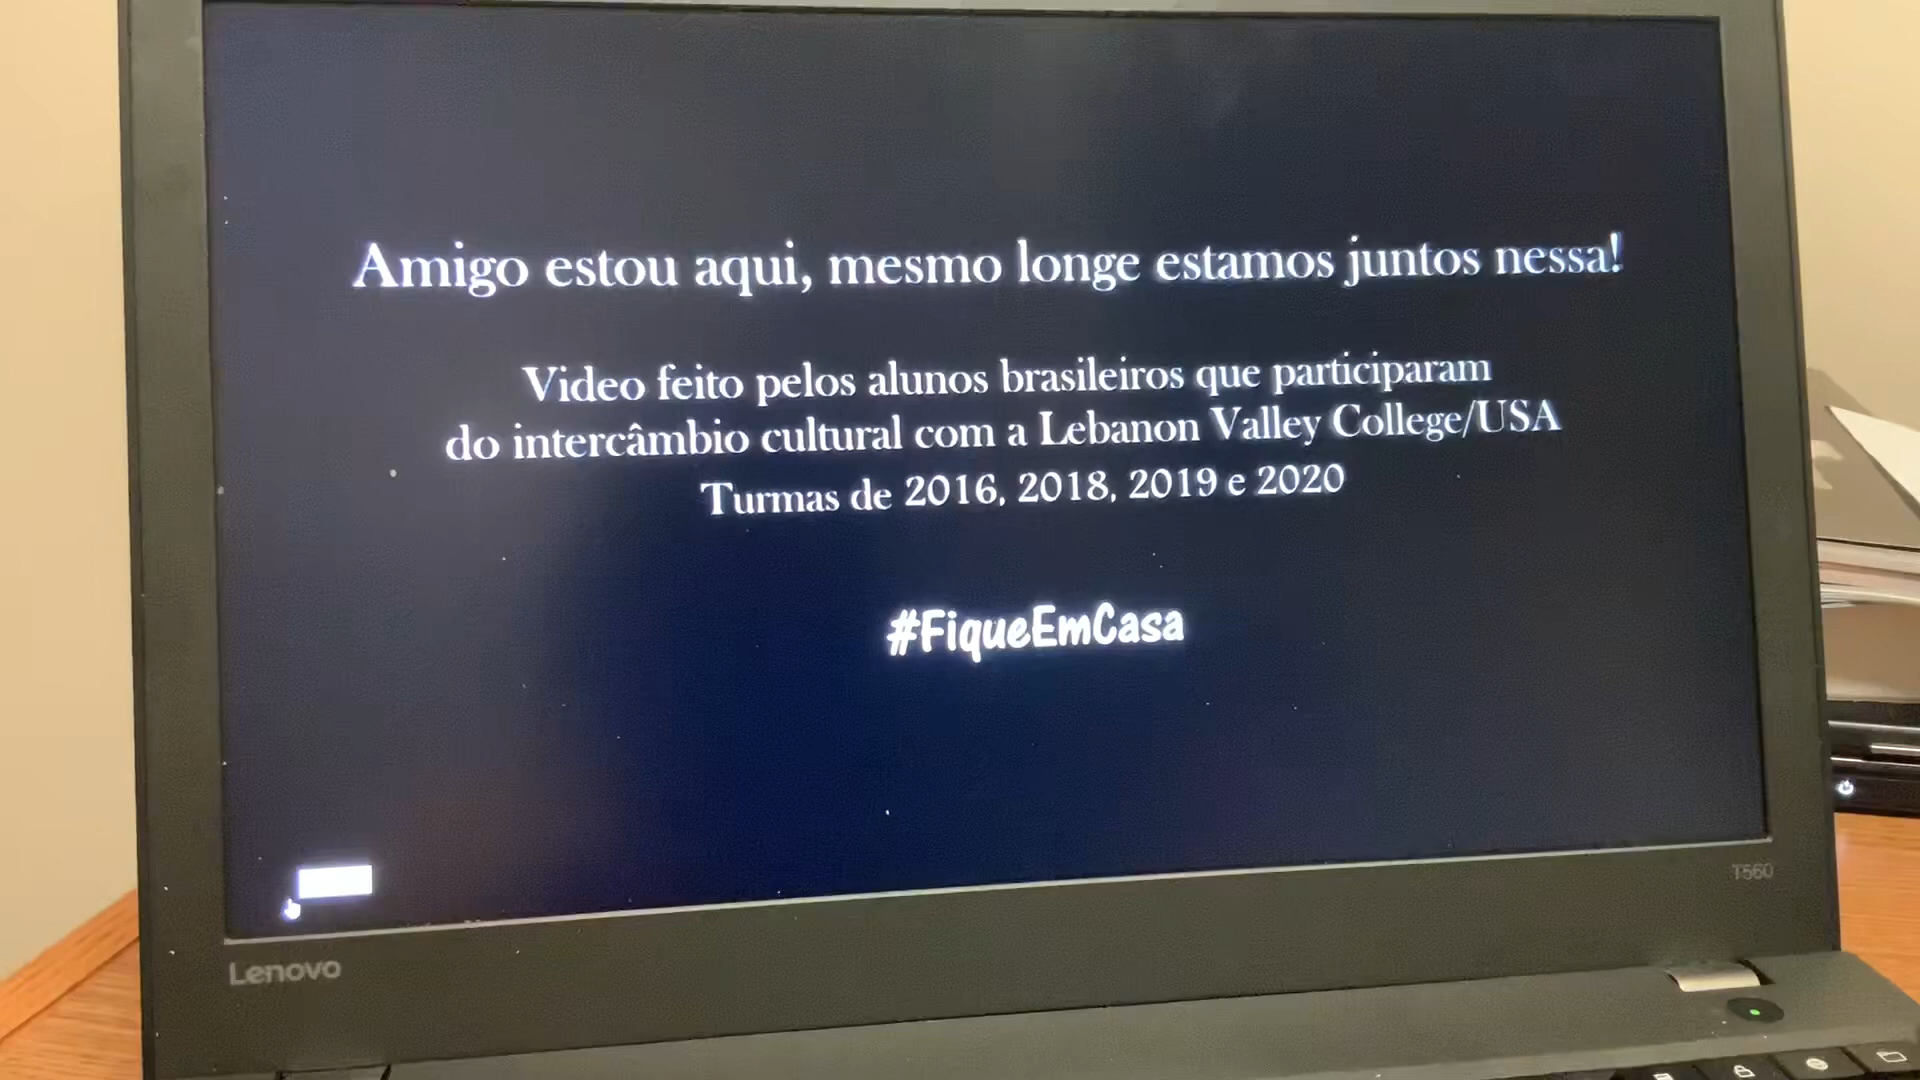 Amigo estou aqui, mesmo longe estamos juntos nessa!
Video feito pelos alunos brasileiros que participaram
do intercâmbio cultural com a Lebanon Valley College/USA
Turmas de 2016, 2018, 2019 e 2020
#FiqueEmCasa
T560
Lenovo